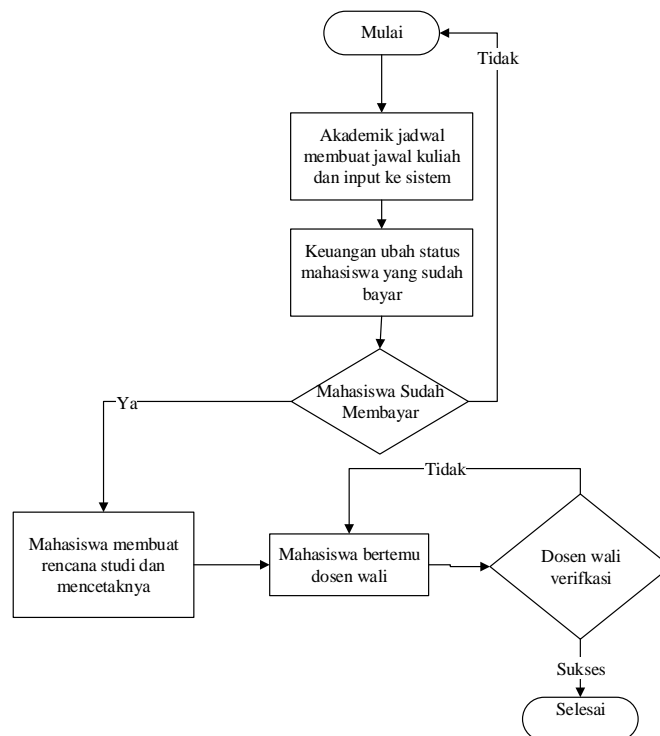 Mulai
Tidak
Akademik jadwal
membuat jawal kuliah
dan input ke sistem
Keuangan ubah status
mahasiswa yang sudah
bayar
Mahasiswa Sudah
Membayar
Ya
Tidak
Mahasiswa membuat
rencana studi dan
mencetaknya
Mahasiswa bertemu
dosen wali
Dosen wali
verifkasi
Sukses
Selesai